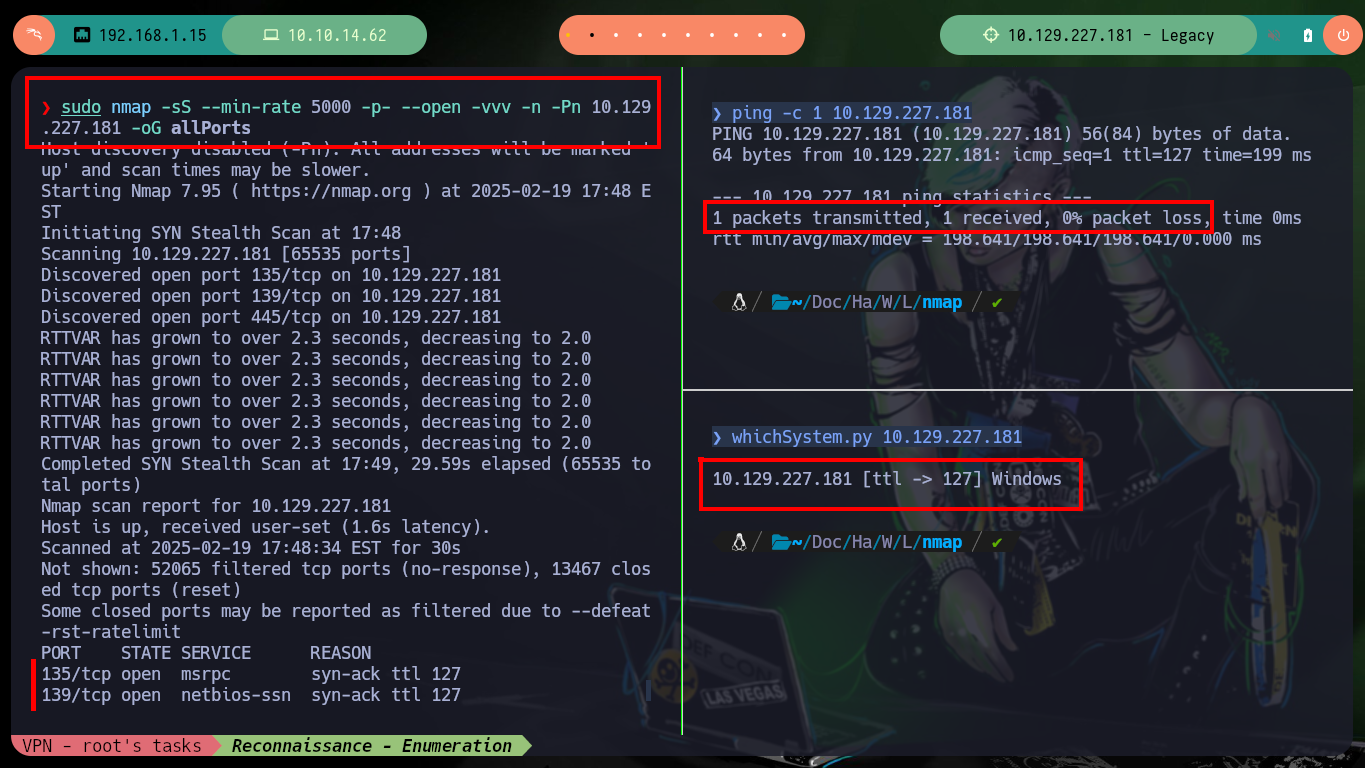 192.168.1.15
10.10.14.62
10.129.227.181 - Legacy
❯ sudo nmap -sS --min-rate 5000 -p- --open -vvv -n -Pn 10.129
.227.181 -oG allPorts
Host discovery disabled (-Pn). All addresses will be marked '
up' and scan times may be slower.
Starting Nmap 7.95 ( https://nmap.org ) at 2025-02-19 17:48 E
ST
Initiating SYN Stealth Scan at 17:48
Scanning 10.129.227.181 [65535 ports]
Discovered open port 135/tcp on 10.129.227.181
Discovered open port 139/tcp on 10.129.227.181
Discovered open port 445/tcp on 10.129.227.181
RTTVAR has grown to over 2.3 seconds, decreasing to 2.0
RTTVAR has grown to over 2.3 seconds, decreasing to 2.0
RTTVAR has grown to over 2.3 seconds, decreasing to 2.0
RTTVAR has grown to over 2.3 seconds, decreasing to 2.0
RTTVAR has grown to over 2.3 seconds, decreasing to 2.0
RTTVAR has grown to over 2.3 seconds, decreasing to 2.0
Completed SYN Stealth Scan at 17:49, 29.59s elapsed (65535 to
tal ports)
Nmap scan report for 10.129.227.181
Host is up, received user-set (1.6s latency).
Scanned at 2025-02-19 17:48:34 EST for 30s
Not shown: 52065 filtered tcp ports (no-response), 13467 clos
ed tcp ports (reset)
Some closed ports may be reported as filtered due to --defeat
-rst-ratelimit
PORT    STATE SERVICE     REASON
135/tcp open  msrpc       syn-ack ttl 127
139/tcp open  netbios-ssn syn-ack ttl 127
❯ ping -c 1 10.129.227.181
PING 10.129.227.181 (10.129.227.181) 56(84) bytes of data.
64 bytes from 10.129.227.181: icmp_seq=1 ttl=127 time=199 ms
--- 10.129.227.181 ping statistics ---
1 packets transmitted, 1 received, 0% packet loss, time 0ms
rtt min/avg/max/mdev = 198.641/198.641/198.641/0.000 ms
/ ~/Doc/Ha/W/L/nmap / ✔
❯ whichSystem.py 10.129.227.181
10.129.227.181 [ttl -> 127] Windows
/ ~/Doc/Ha/W/L/nmap / ✔
DEF CON
LAS VEGAS
VPN - root's tasks
Reconnaissance - Enumeration